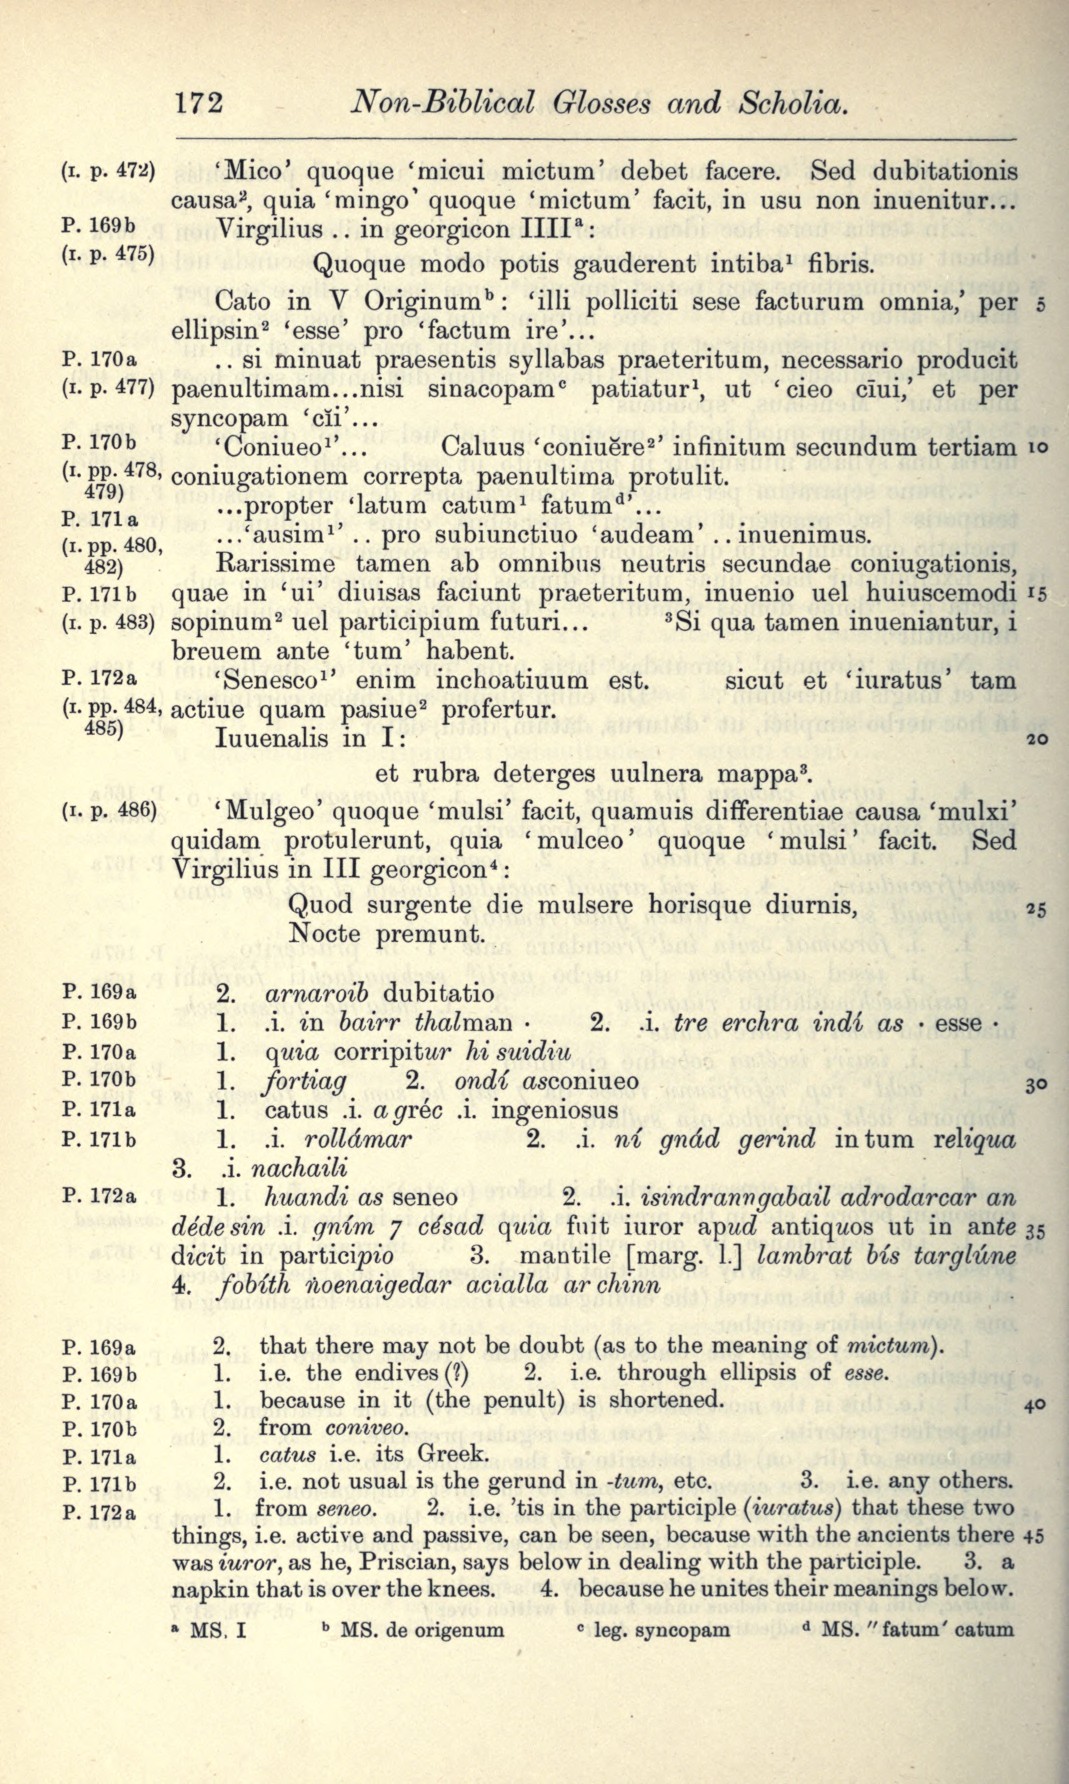 172 Non-Biblical Glosses and Scholia.
(I. p. 472) ‘Mico’ quoque ‘micui mictum’ debet facere. Sed dubitationis
causa², quia ‘mingo’ quoque ‘mictum’ facit, in usu non inuenitur...
P. 169b Virgilius .. in georgicon IIIIᵃ:
(I. p. 475) Quoque modo potis gauderent intiba¹ fibris.
Cato in V Originumᵇ: ‘illi polliciti sese facturum omnia,’ per 5
ellipsin² ‘esse’ pro ‘factum ire’...
P. 170a .. si minuat praesentis syllabas praeteritum, necessario producit
(I. p. 477) paenultimam...nisi sinacopamᶜ patiatur¹, ut ‘cieo cīui,’ et per
syncopam ‘cĭi’...
P. 170b ‘Coniueo¹’... Caluus ‘coniuĕre²’ infinitum secundum tertiam 10
(I. pp. 478, 479) coniugationem correpta paenultima protulit.
P. 171a ...propter ‘latum catum¹ fatumᵈ’...
(I. pp. 480, 482) ...‘ausim¹’ .. pro subiunctiuo ‘audeam’ .. inuenimus.
Rarissime tamen ab omnibus neutris secundae coniugationis,
P. 171b quae in ‘ui’ diuisas faciunt praeteritum, inuenio uel huiuscemodi 15
(I. p. 483) sopinum² uel participium futuri... ³Si qua tamen inueniantur, i
breuem ante ‘tum’ habent.
P. 172a ‘Senesco¹’ enim inchoatiuum est. sicut et ‘iuratus’ tam
(I. pp. 484, 485) actiue quam pasiue² profertur.
Iuuenalis in I: 20
et rubra deterges uulnera mappa³.
(I. p. 486) ‘Mulgeo’ quoque ‘mulsi’ facit, quamuis differentiae causa ‘mulxi’
quidam protulerunt, quia ‘mulceo’ quoque ‘mulsi’ facit. Sed
Virgilius in III georgicon⁴:
Quod surgente die mulsere horisque diurnis, 25
Nocte premunt.
P. 169a 2. arnaroib dubitatio
P. 169b 1. .i. in bairr thalman · 2. .i. tre erchra indí as · esse ·
P. 170a 1. quia corripitur hi suidiu
P. 170b 1. fortiag 2. ondí asconiueo 30
P. 171a 1. catus .i. a gréc .i. ingeniosus
P. 171b 1. .i. rollámar 2. .i. ní gnád gerind in tum reliqua
3. .i. nachaili
P. 172a 1. huandi as seneo 2. .i. isindranngabail adrodarcar an
déde sin .i. gním ⁊ césad quia fuit iuror apud antiquos ut in ante 35
dicit in participio 3. mantile [marg. l.] lambrat bís targlúne
4. fobíth ṅoenaigedar acialla ar chinn
P. 169a 2. that there may not be doubt (as to the meaning of mictum).
P. 169b 1. i.e. the endives (?) 2. i.e. through ellipsis of esse.
P. 170a 1. because in it (the penult) is shortened. 40
P. 170b 2. from coniveo.
P. 171a 1. catus i.e. its Greek.
P. 171b 2. i.e. not usual is the gerund in -tum, etc. 3. i.e. any others.
P. 172a 1. from seneo. 2. i.e. ’tis in the participle (iuratus) that these two
things, i.e. active and passive, can be seen, because with the ancients there 45
was iuror, as he, Priscian, says below in dealing with the participle. 3. a
napkin that is over the knees. 4. because he unites their meanings below.
ᵃ MS. I ᵇ MS. de origenum ᶜ leg. syncopam ᵈ MS. ″fatum′ catum